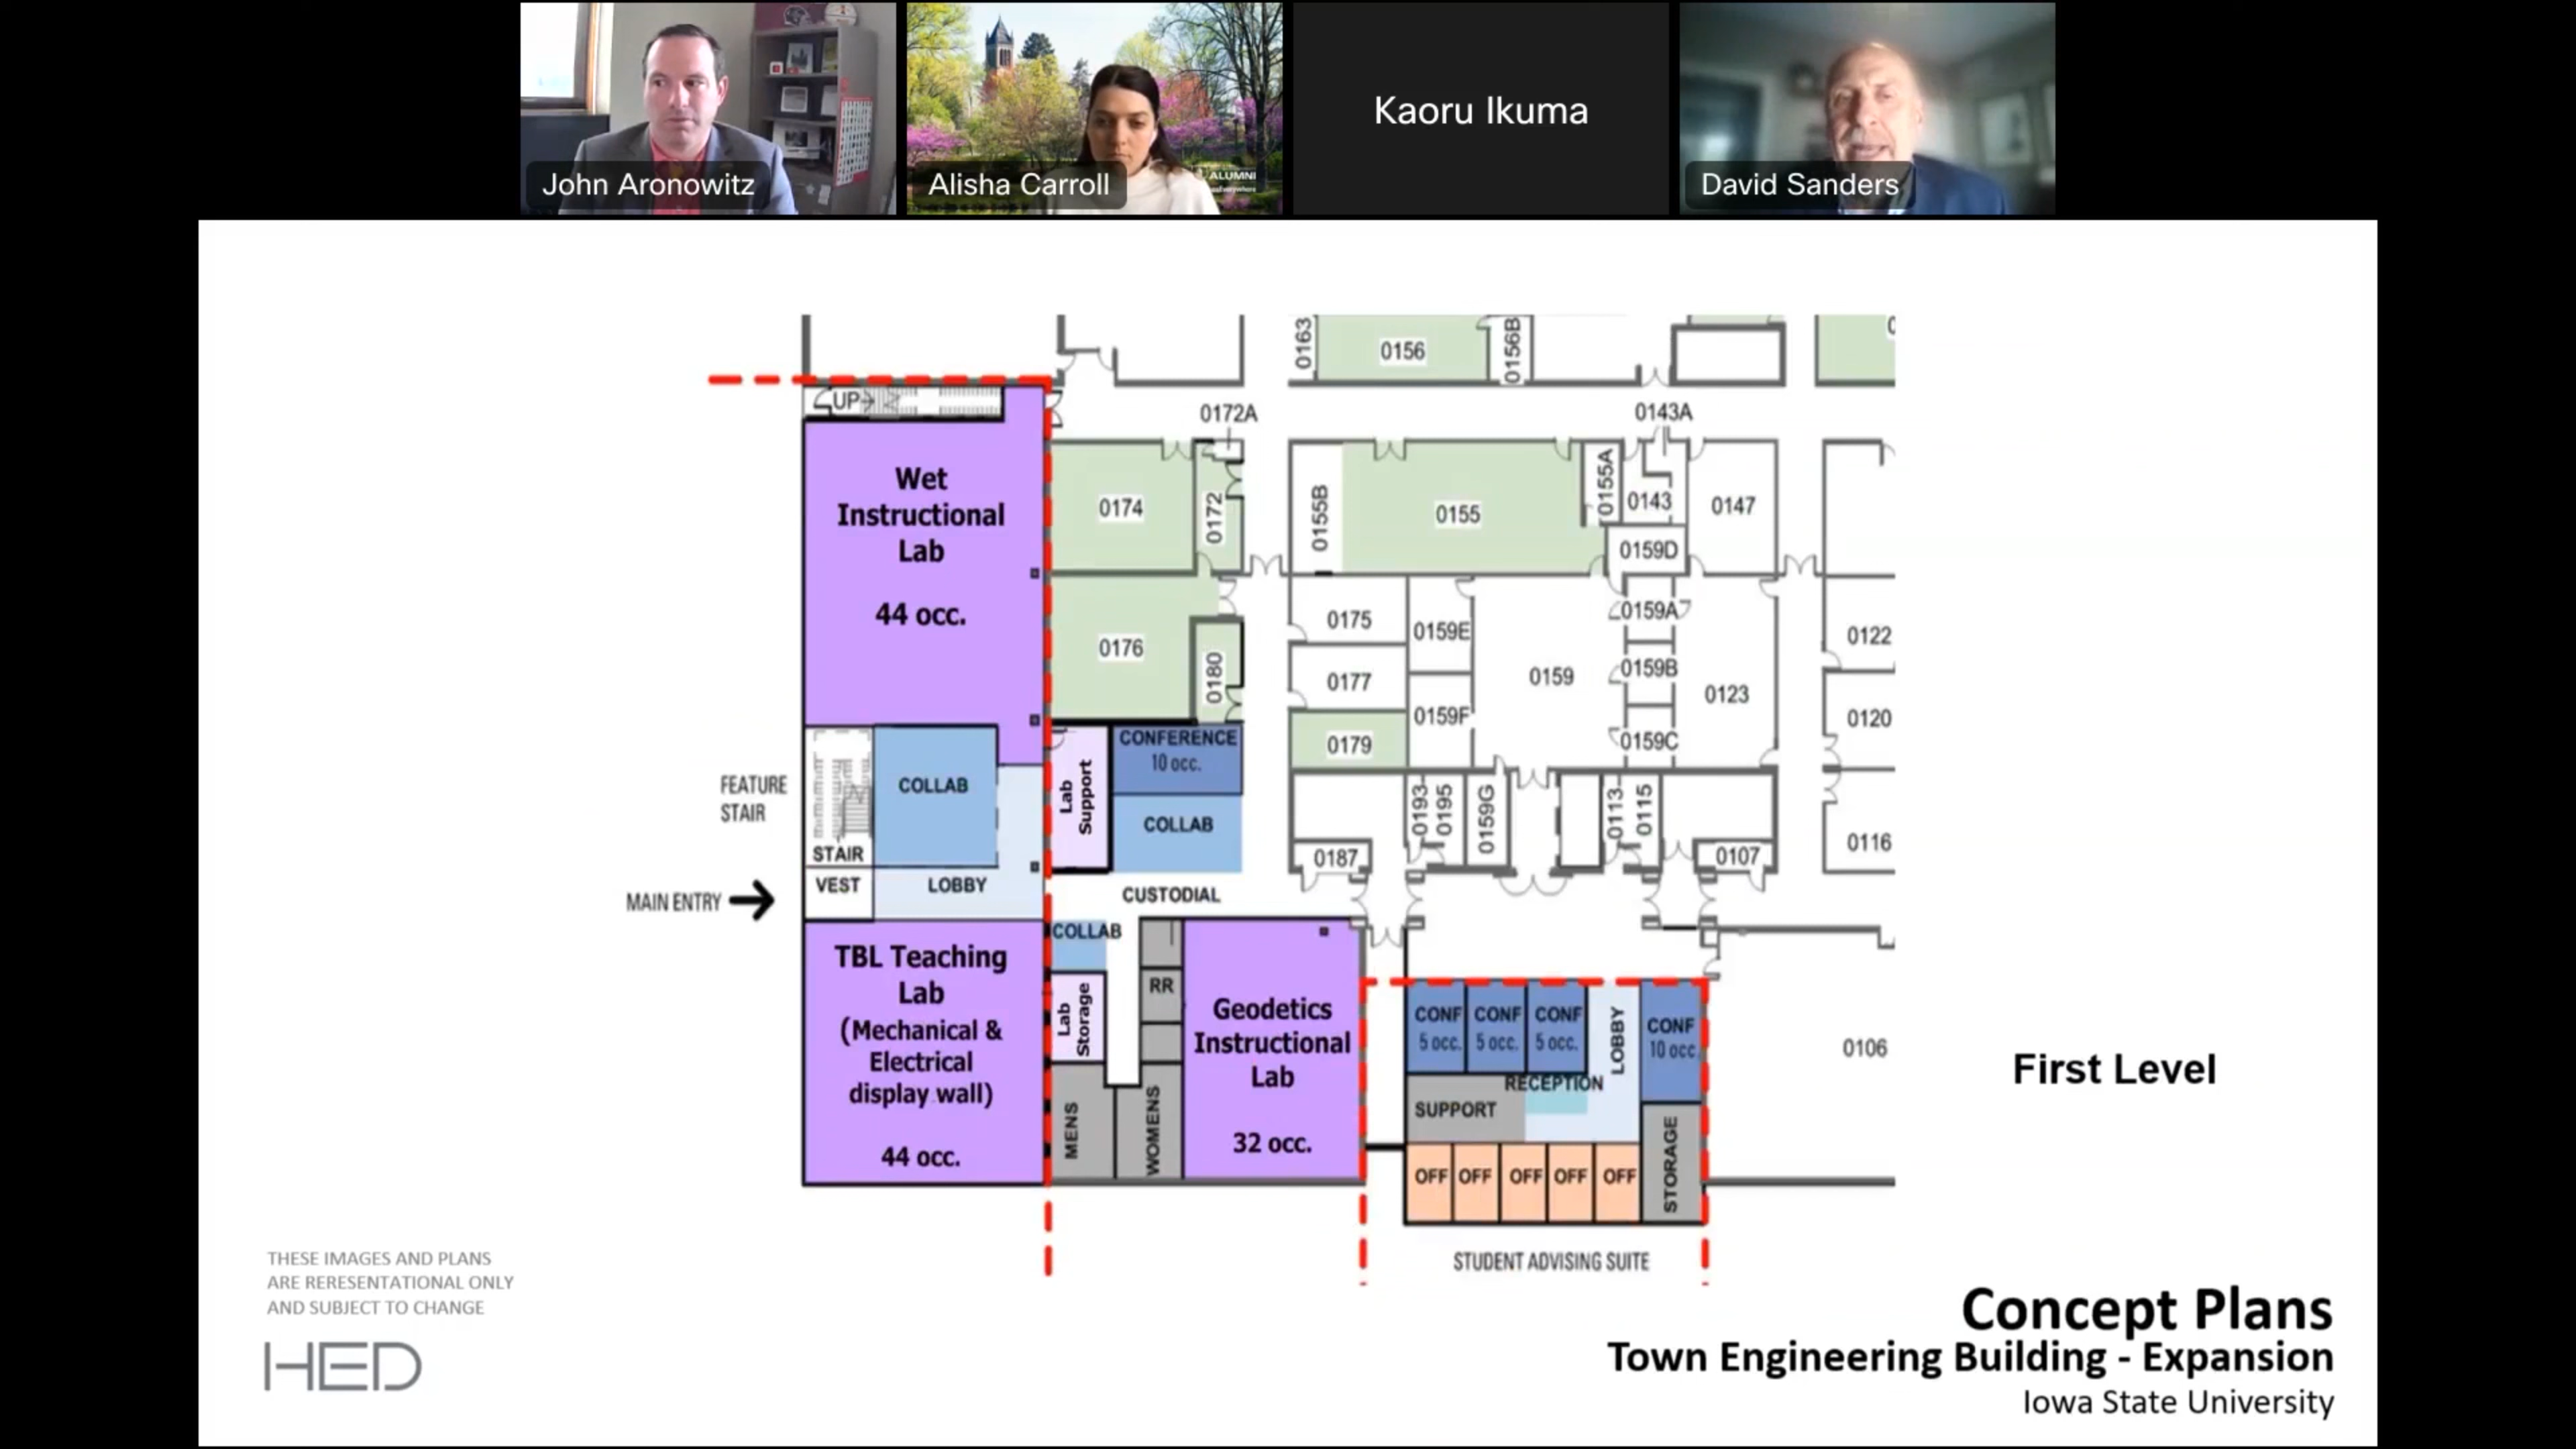 John Aronowitz
Alisha Carroll
ALUMNI
Kaoru Ikuma
David Sanders
0163
0156
0156B
UP
0172A
0143A
Wet
Instructional
Lab
44 occ.
0174
0172
0155B
0155
0155A
0143
0147
0159D
0176
0180
0175
0177
0179
0159E
0159F
0159
0159A
0159B
0159C
0123
0122
0120
0116
FEATURE
STAIR
COLLAB
STAIR
Lab
Support
CONFERENCE
10 occ.
COLLAB
0187
0193
0195
0159G
0113
0115
0107
MAIN ENTRY
VEST
LOBBY
CUSTODIAL
TBL Teaching
Lab
(Mechanical &
Electrical
display wall)
44 occ.
COLLAB
Lab
Storage
RR
MENS
WOMENS
Geodetics
Instructional
Lab
32 occ.
CONF
5 occ.
CONF
5 occ.
CONF
5 occ.
LOBBY
CONF
10 occ.
RECEPTION
SUPPORT
OFF
OFF
OFF
OFF
OFF
STORAGE
0106
STUDENT ADVISING SUITE
First Level
THESE IMAGES AND PLANS
ARE RERESENTATIONAL ONLY
AND SUBJECT TO CHANGE
HED
Concept Plans
Town Engineering Building - Expansion
Iowa State University